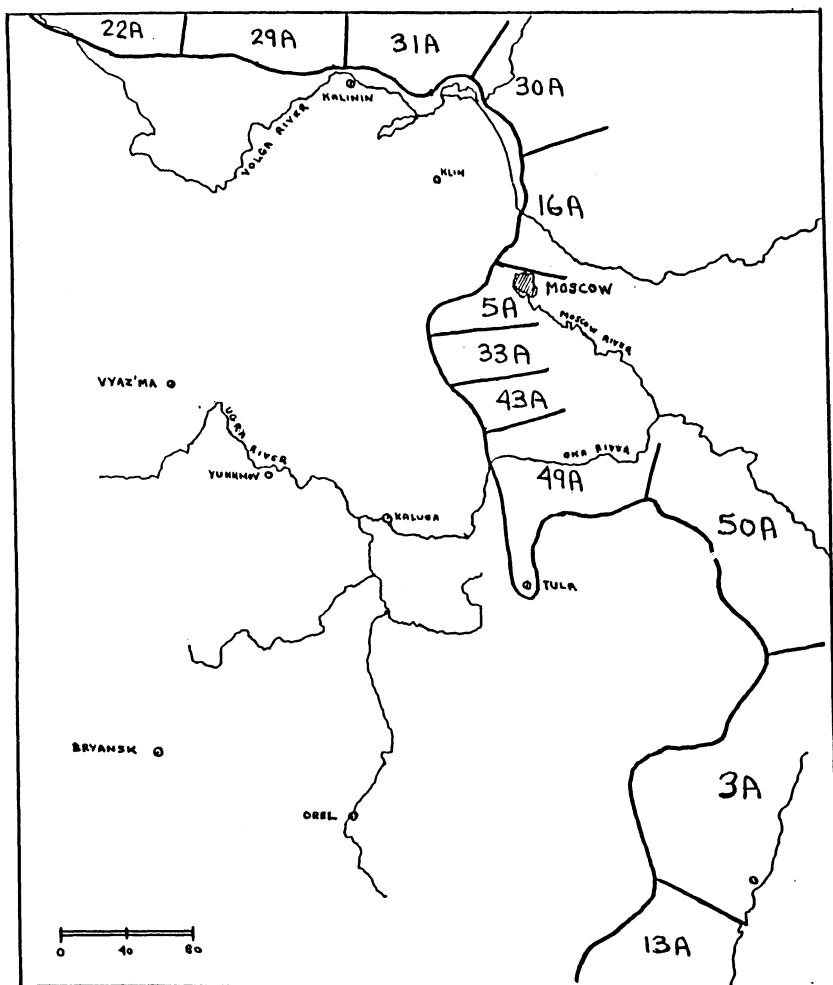 22A
29A
31A
30A
KALININ
VOLGA RIVER
KLIN
16A
MOSCOW
5A
MOSCOW RIVER
33A
VYAZ'MA
43A
UGRA RIVER
OKA RIVER
YUKHNOV
49A
KALUGA
50A
TULA
BRYANSK
3A
OREL
13A
0 40 80